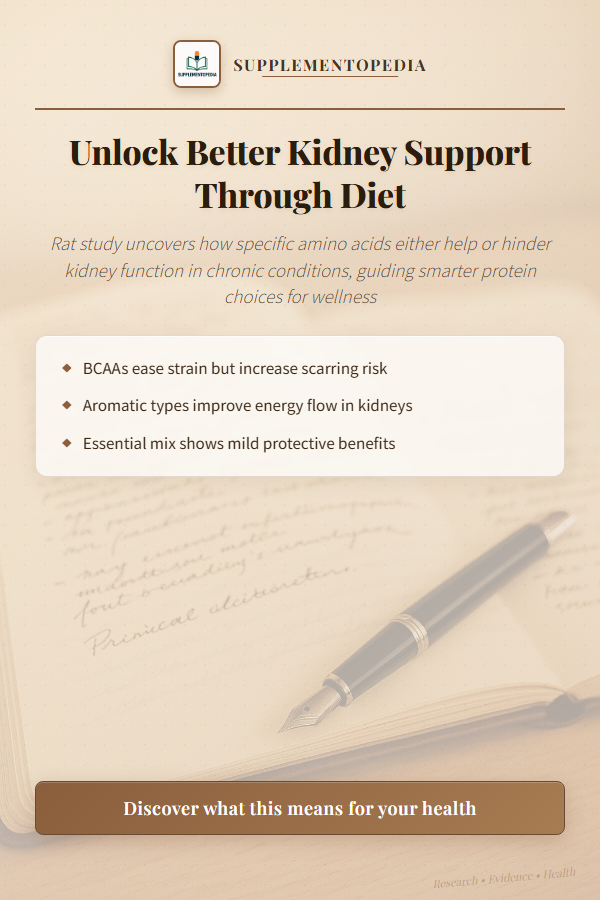 SUPPLEMENTOPEDIA
SUPPLEMENTOPEDIA
Unlock Better Kidney Support
Through Diet
Rat study uncovers how specific amino acids either help or hinder
kidney function in chronic conditions, guiding smarter protein
choices for wellness
BCAAs ease strain but increase scarring risk
Aromatic types improve energy flow in kidneys
Essential mix shows mild protective benefits
Discover what this means for your health
Research • Evidence • Health